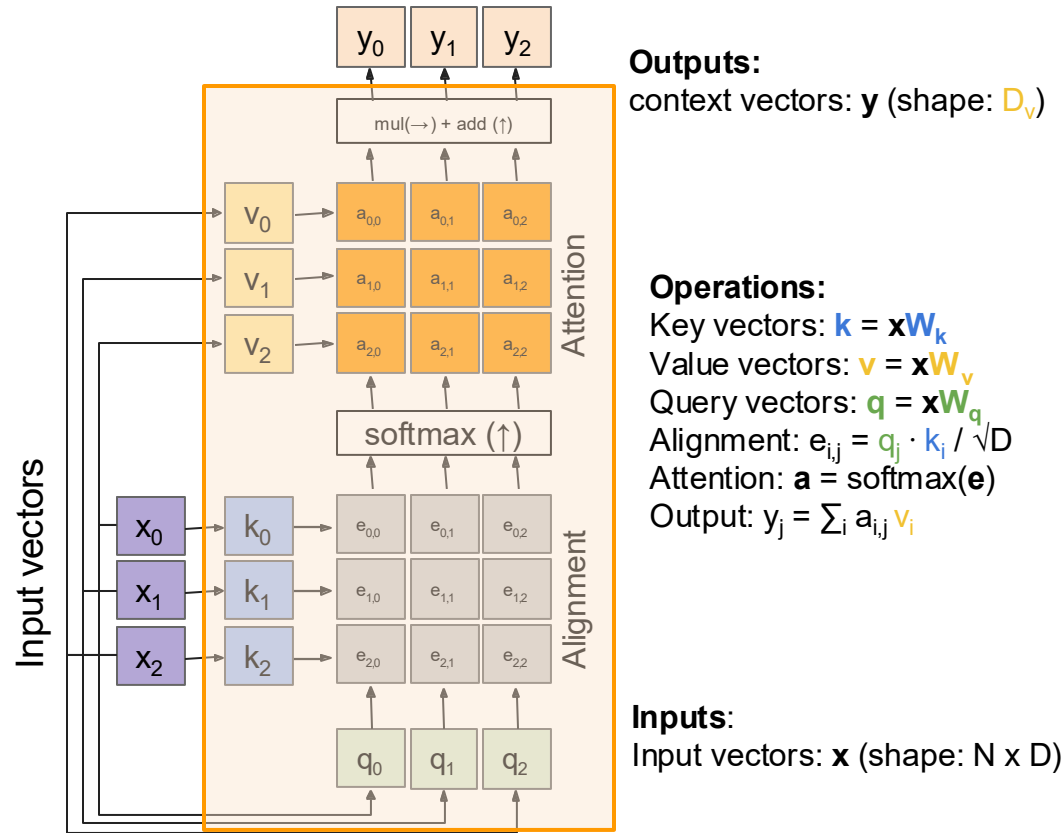 y0 y1 y2
mul(→) + add (↑)
v0 a0,0 a0,1 a0,2
v1 a1,0 a1,1 a1,2
v2 a2,0 a2,1 a2,2
Attention
softmax (↑)
Input vectors
x0 k0 e0,0 e0,1 e0,2
x1 k1 e1,0 e1,1 e1,2
x2 k2 e2,0 e2,1 e2,2
Alignment
q0 q1 q2
Outputs:
context vectors: y (shape: Dv)
Operations:
Key vectors: k = xWk
Value vectors: v = xWv
Query vectors: q = xWq
Alignment: ei,j = qj · ki / √D
Attention: a = softmax(e)
Output: yj = ∑i ai,j vi
Inputs:
Input vectors: x (shape: N x D)